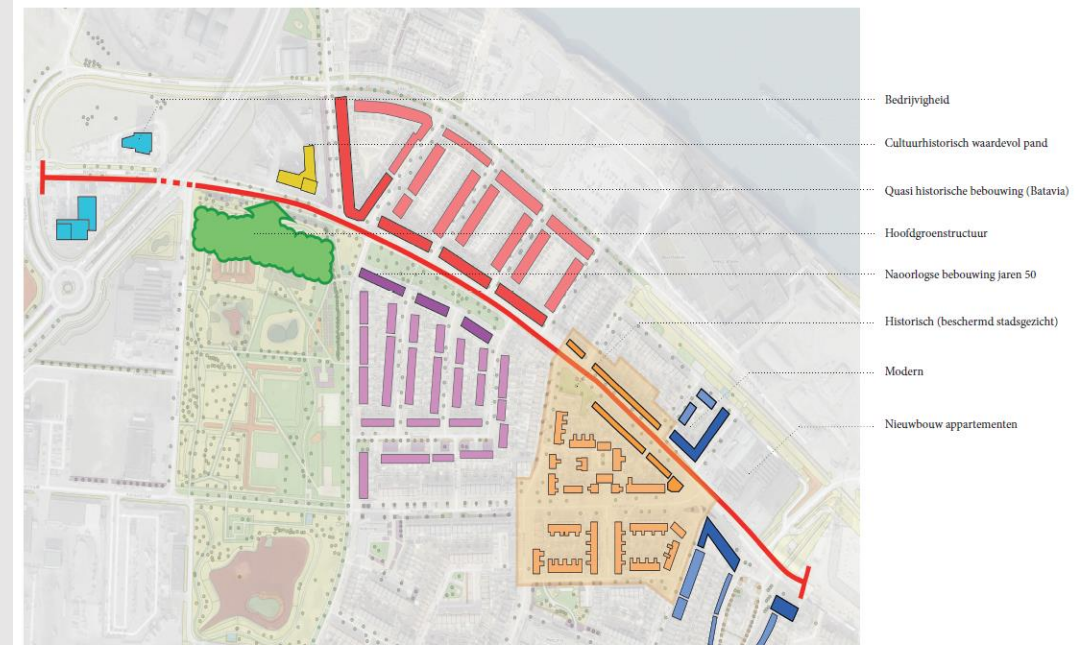 Bedrijvigheid
Cultuurhistorisch waardevol pand
Quasi historische bebouwing (Batavia)
Hoofdgroenstructuur
Naoorlogse bebouwing jaren 50
Historisch (beschermd stadsgezicht)
Modern
Nieuwbouw appartementen